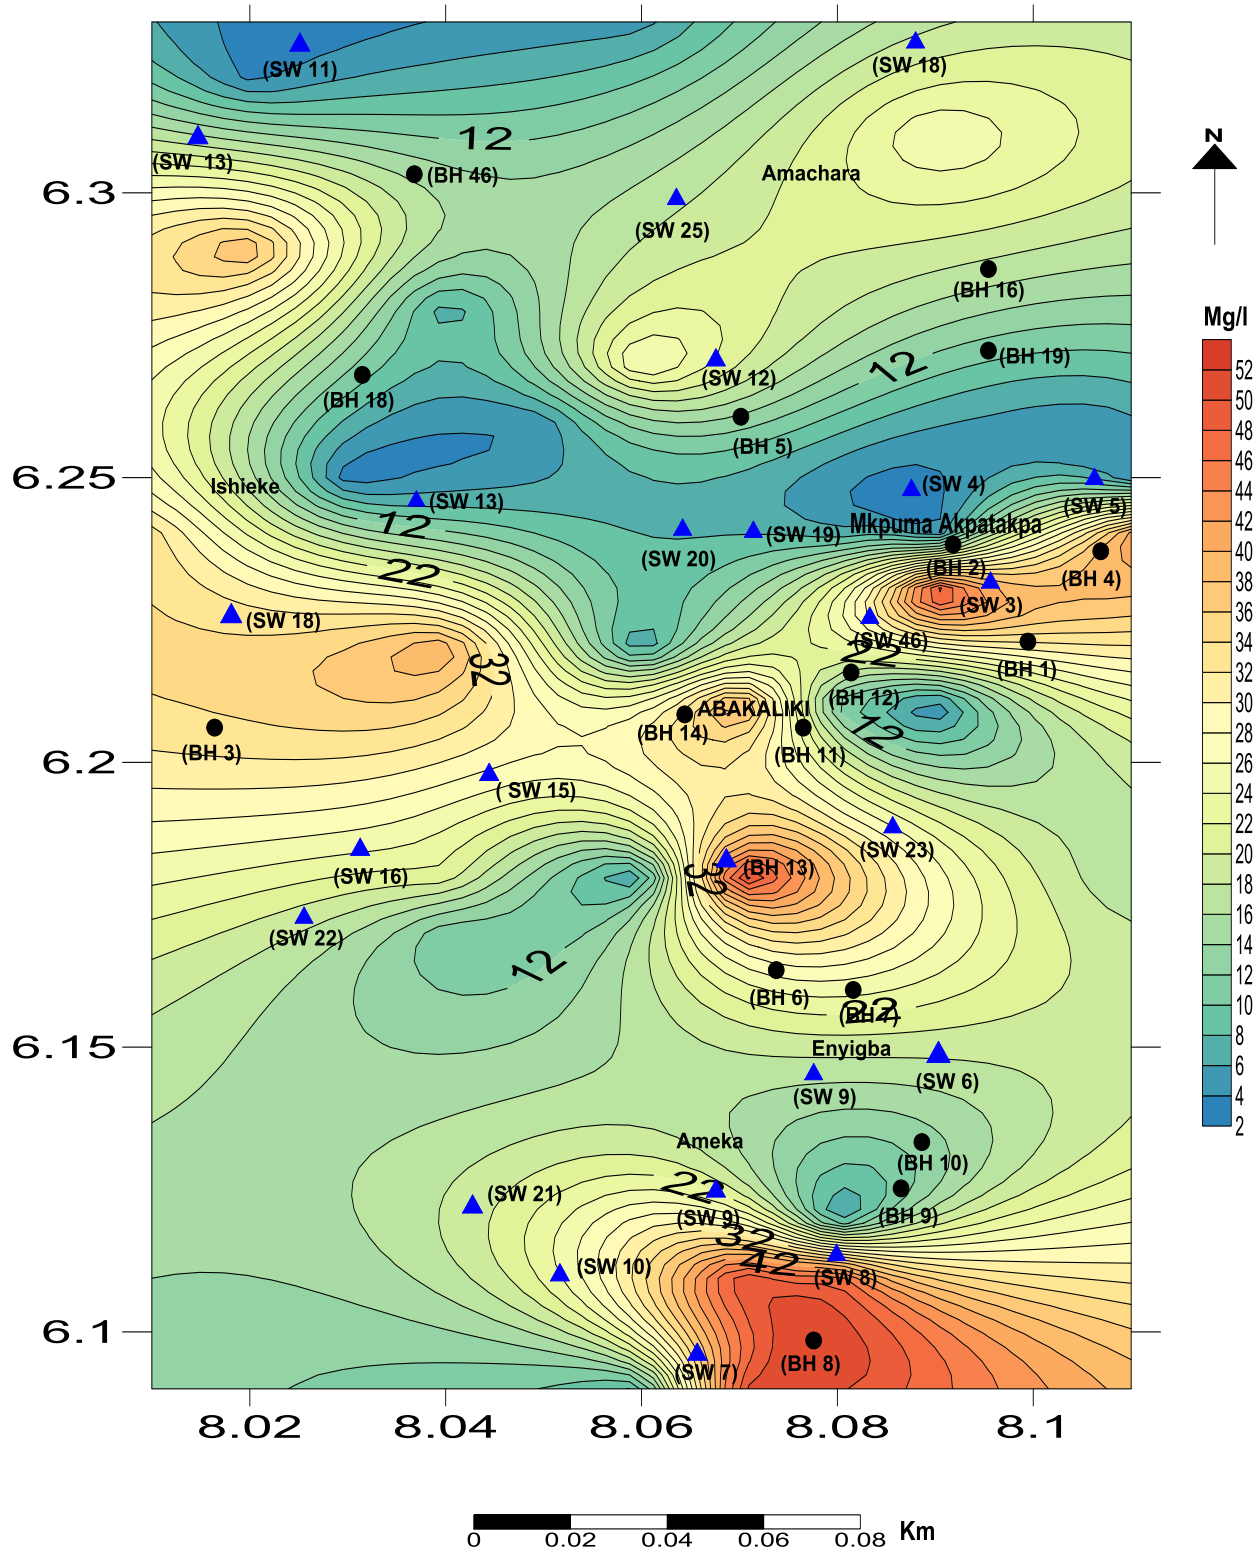 (SW 11)
(SW 18)
12
N
(SW  13)
(BH 46)
Amachara
6.3
(SW 25)
(BH 16)
Mg/l
(BH 19)
12
(SW 12)
52
(BH 18)
50
(BH 5)
48
46
6.25
Ishieke
(SW 4)
44
(SW 13)
(SW 5)
12
Mkpuma Akpatakpa
42
(SW 19)
(SW 20)
40
(BH 2)
22
(BH 4)
38
(SW 3)
36
(SW 18)
(SW 46)
34
22
32
(BH 1)
32
(BH 12)
30
ABAKALIKI
(BH 14)
12
28
(BH 3)
(BH 11)
6.2
26
( SW 15)
24
22
(SW 23)
20
32
(BH 13)
(SW 16)
18
16
(SW 22)
14
12
12
(BH 6)
10
22
(BH 7)
8
6.15
Enyigba
6
(SW 6)
(SW 9)
4
2
Ameka
(BH 10)
22
(SW 21)
(SW 9)
(BH 9)
32
42
(SW 10)
(SW 8)
6.1
(BH 8)
(SW 7)
8.02 8.04 8.06 8.08 8.1
Km
0 0.02 0.04 0.06 0.08